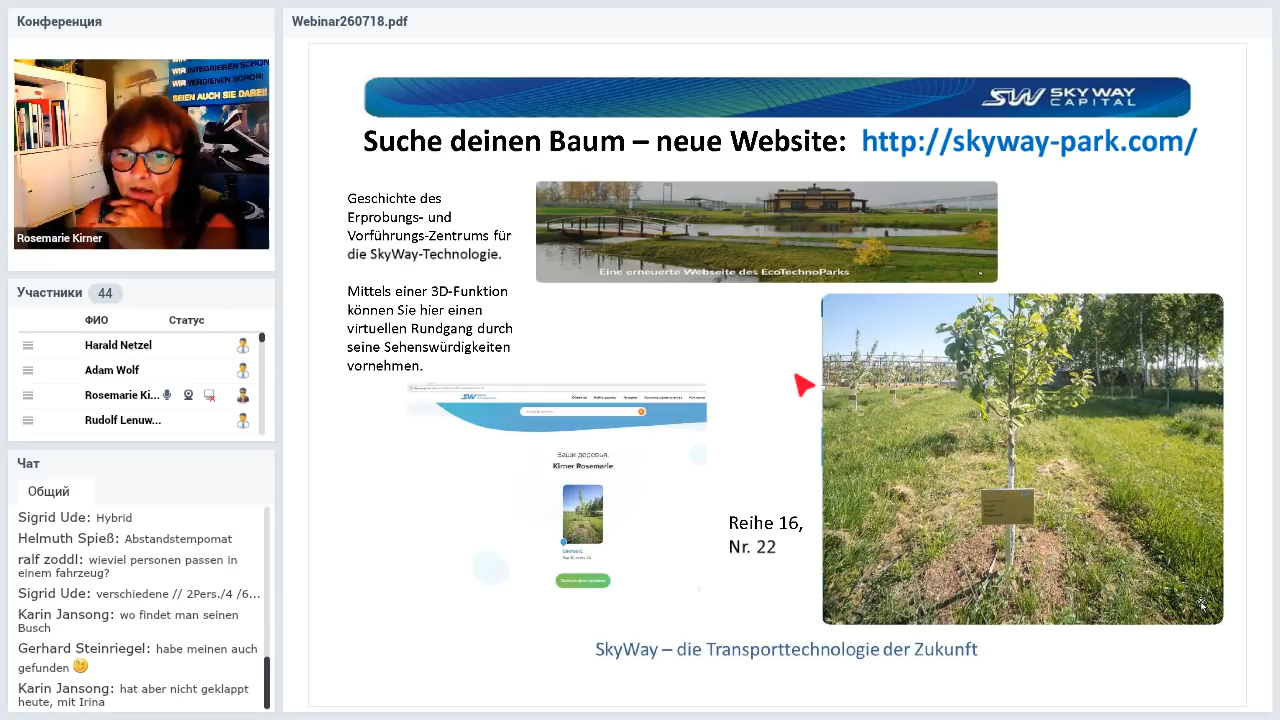 Конференция
WIR INTEGRIEREN SCHON!
WIR VERDIENEN SCHON!
SEIEN AUCH SIE DABEI!
Rosemarie Kirner
Участники 44
ФИО Статус
Harald Netzel
Adam Wolf
Rosemarie Ki...
Rudolf Lenuw...
Чат
Общий
Sigrid Ude: Hybrid
Helmuth Spieß: Abstandstempomat
ralf zoddl: wieviel personen passen in
einem fahrzeug?
Sigrid Ude: verschiedene // 2Pers./4 /6...
Karin Jansong: wo findet man seinen
Busch
Gerhard Steinriegel: habe meinen auch
gefunden
Karin Jansong: hat aber nicht geklappt
heute, mit Irina
Webinar260718.pdf
SW SKY WAY
CAPITAL
Suche deinen Baum – neue Website: http://skyway-park.com/
Geschichte des
Erprobungs- und
Vorführungs-Zentrums für
die SkyWay-Technologie.
Eine erneuerte Webseite des EcoTechnoParks
Mittels einer 3D-Funktion
können Sie hier einen
virtuellen Rundgang durch
seine Sehenswürdigkeiten
vornehmen.
SW
Ваши деревья,
Kirner Rosemarie.
Reihe 16,
Nr. 22
SkyWay – die Transporttechnologie der Zukunft